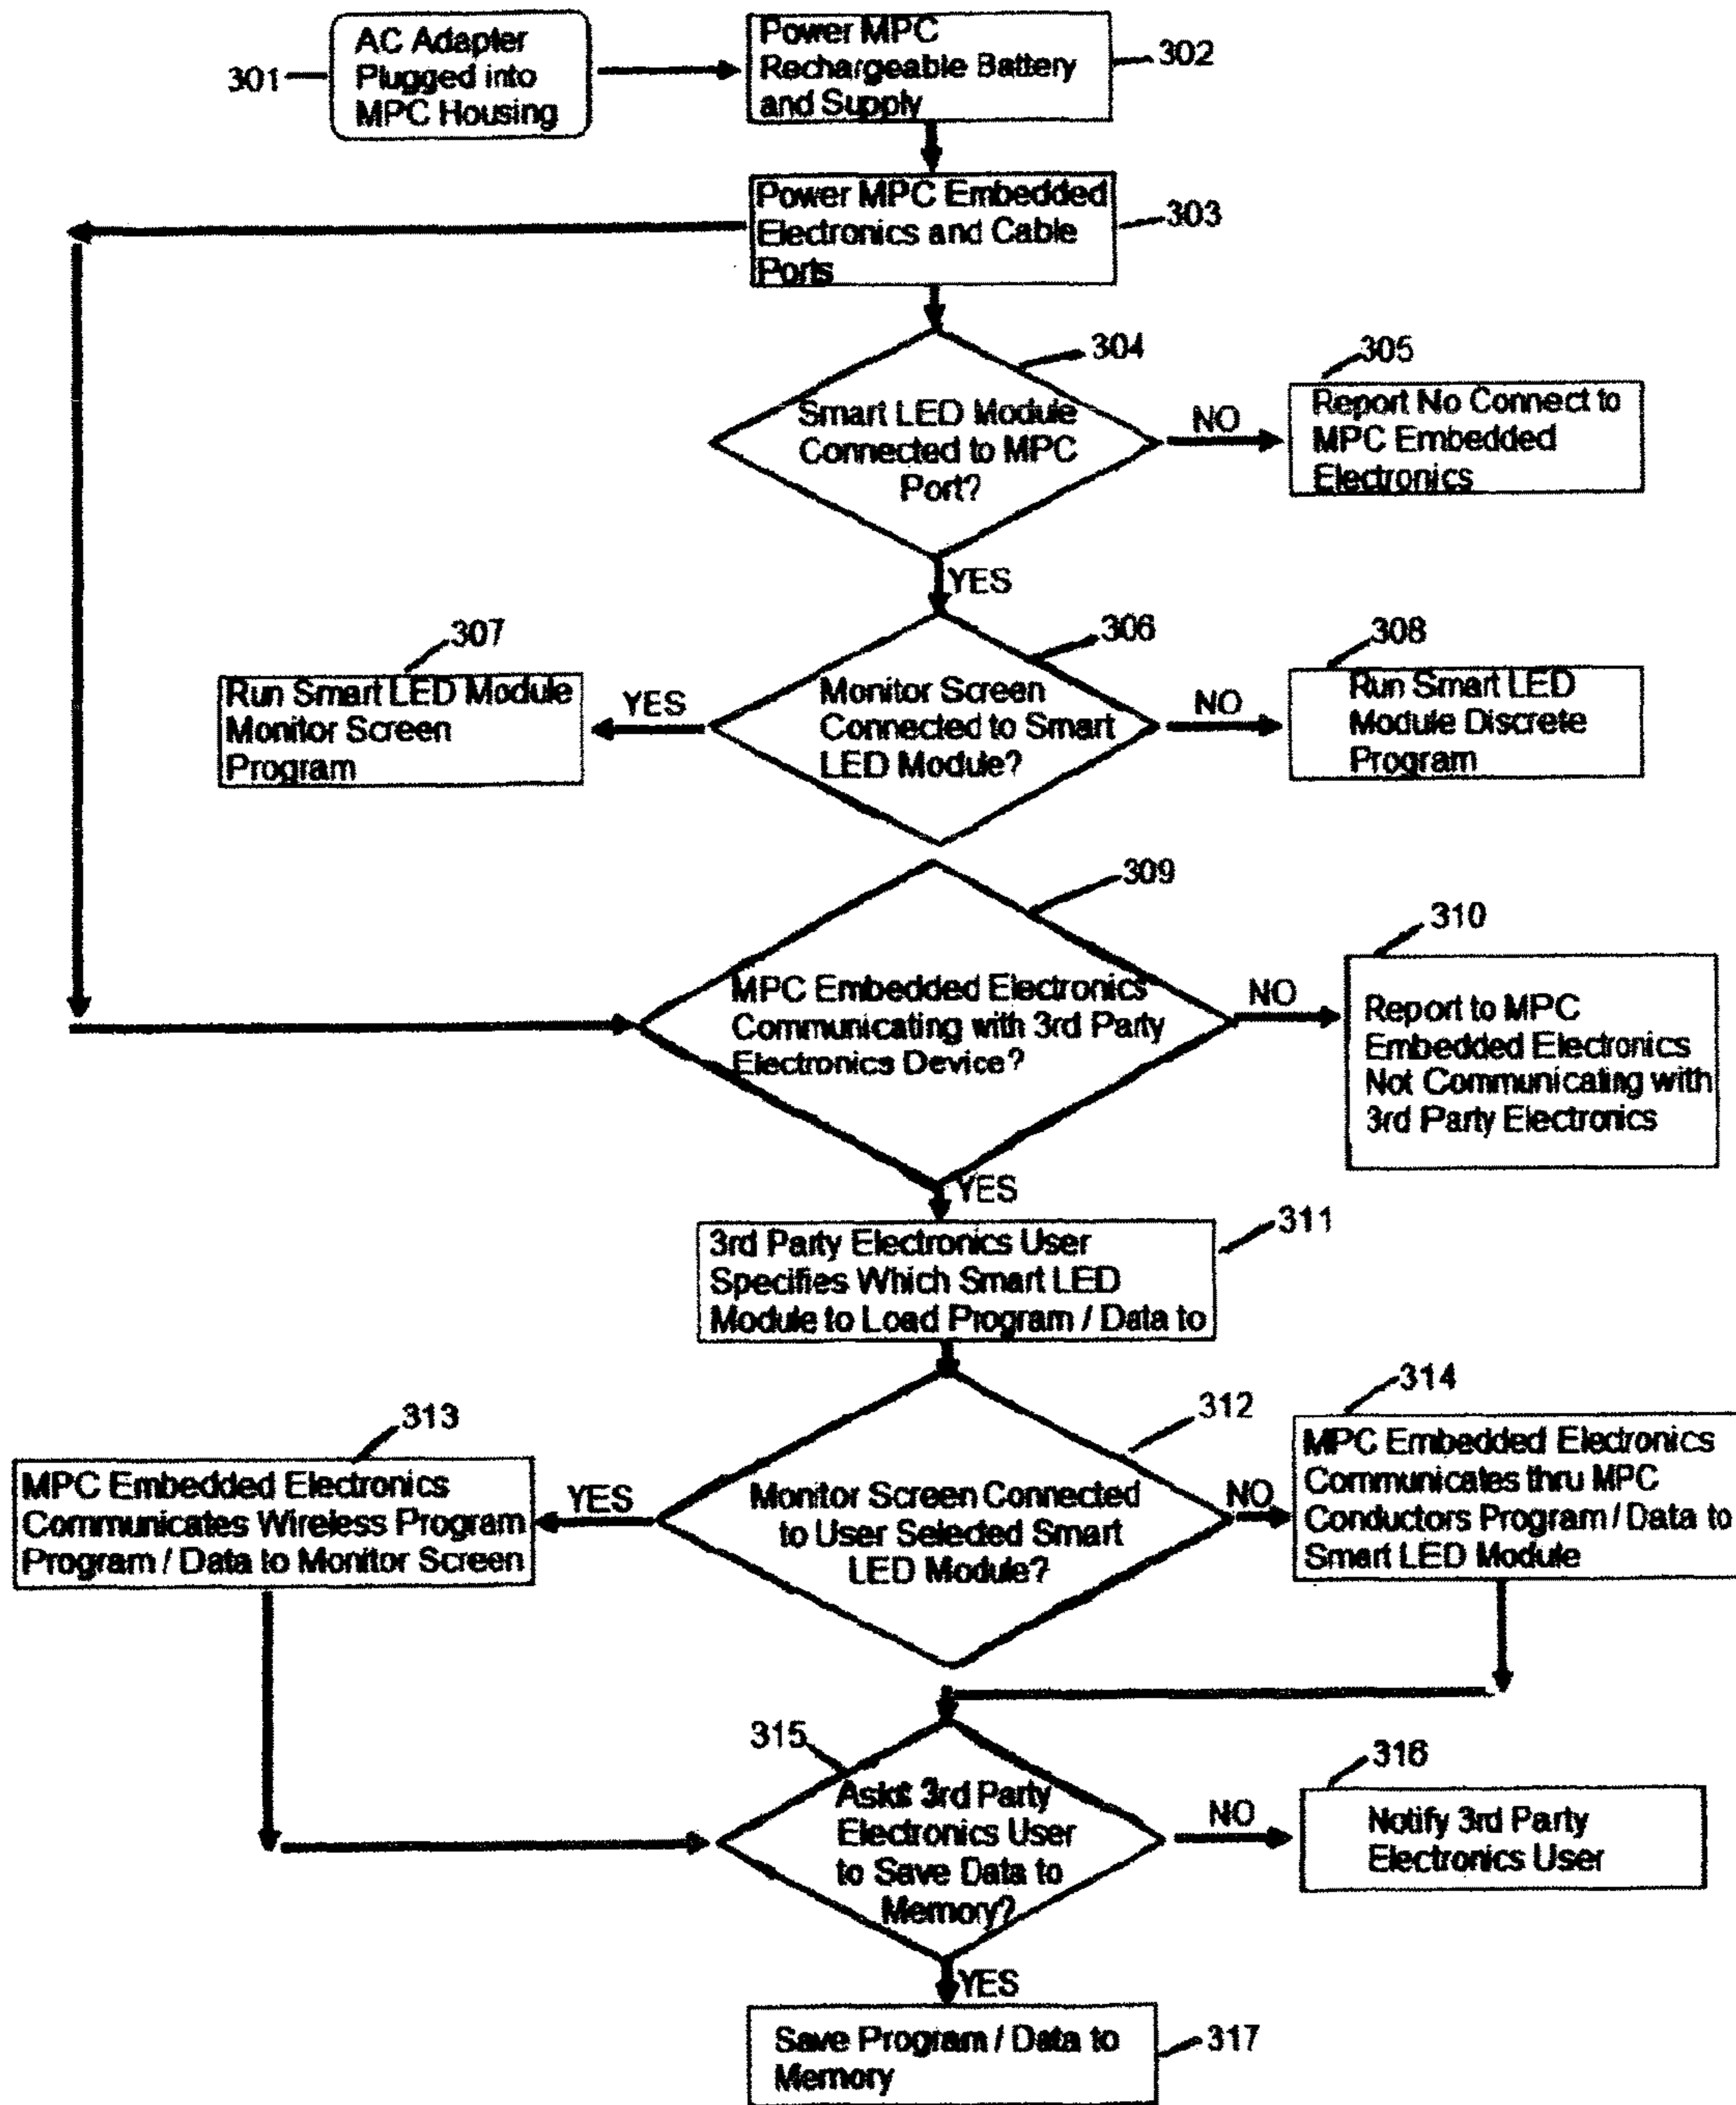 301
AC Adapter
Plugged into
MPC Housing
Power MPC
Rechargeable Battery
and Supply
302
Power MPC Embedded
Electronics and Cable
Ports
303
304
Smart LED Module
Connected to MPC
Port?
NO
305
Report No Connect to
MPC Embedded
Electronics
YES
306
Monitor Screen
Connected to Smart
LED Module?
YES
307
Run Smart LED Module
Monitor Screen
Program
NO
308
Run Smart LED
Module Discrete
Program
309
MPC Embedded Electronics
Communicating with 3rd Party
Electronics Device?
NO
310
Report to MPC
Embedded Electronics
Not Communicating with
3rd Party Electronics
YES
311
3rd Party Electronics User
Specifies Which Smart LED
Module to Load Program / Data to
312
Monitor Screen Connected
to User Selected Smart
LED Module?
YES
313
MPC Embedded Electronics
Communicates Wireless Program
Program / Data to Monitor Screen
NO
314
MPC Embedded Electronics
Communicates thru MPC
Conductors Program / Data to
Smart LED Module
315
Asks 3rd Party
Electronics User
to Save Data to
Memory?
NO
316
Notify 3rd Party
Electronics User
YES
Save Program / Data to
Memory
317